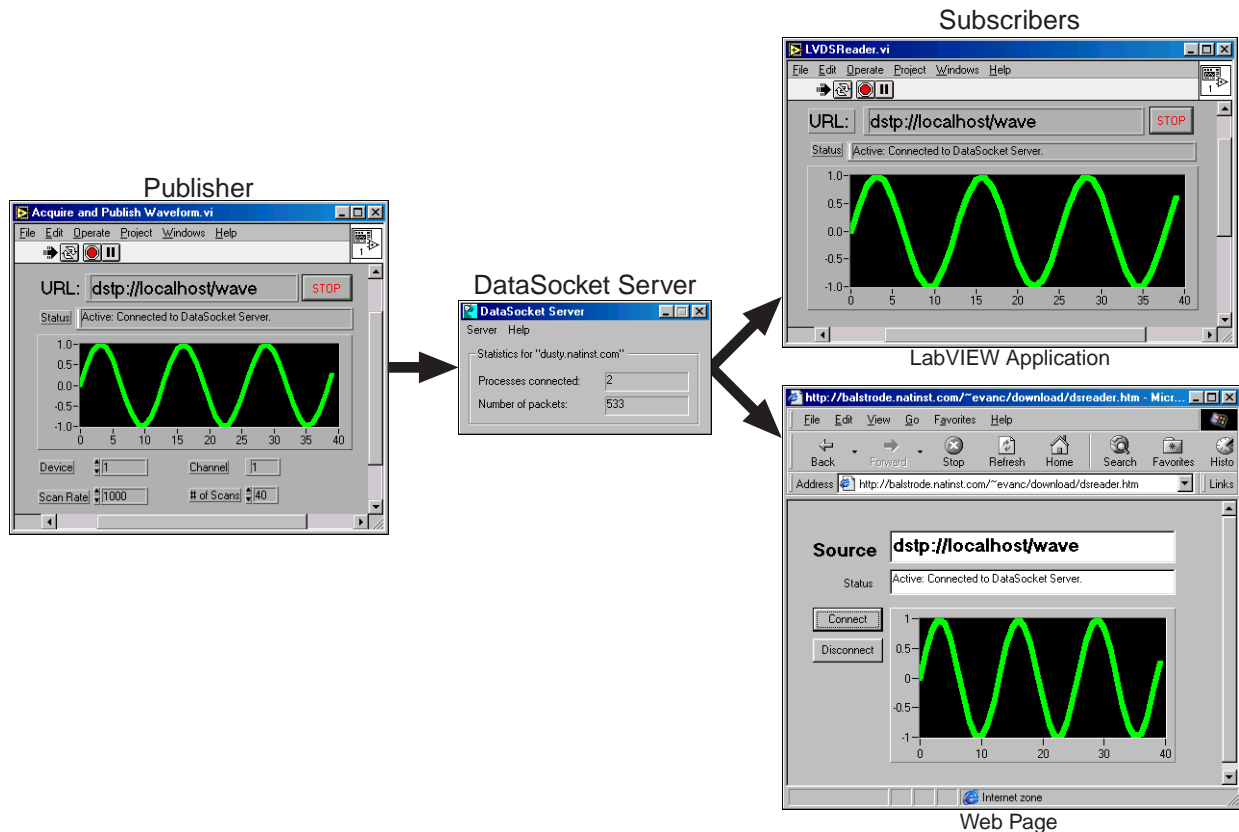 Publisher
Acquire and Publish Waveform.vi
File Edit Operate Project Windows Help
1
URL: dstp://localhost/wave STOP
Status Active: Connected to DataSocket Server.
1.0
0.5
0.0
-0.5
-1.0
0 5 10 15 20 25 30 35 40
Device 1 Channel 1
Scan Rate 1000 # of Scans 40
DataSocket Server
DataSocket Server
Server Help
Statistics for "dusty.natinst.com"
Processes connected: 2
Number of packets: 533
Subscribers
LVDSReader.vi
File Edit Operate Project Windows Help
1
URL: dstp://localhost/wave STOP
Status Active: Connected to DataSocket Server.
1.0
0.5
0.0
-0.5
-1.0
0 5 10 15 20 25 30 35 40
LabVIEW Application
http://balstrode.natinst.com/~evanc/download/dsreader.htm - Micr...
File Edit View Go Favorites Help
Back Forward Stop Refresh Home Search Favorites Histo
Address http://balstrode.natinst.com/~evanc/download/dsreader.htm Links
Source dstp://localhost/wave
Status Active: Connected to DataSocket Server.
Connect
Disconnect
1
0.5
0
-0.5
-1
0 10 20 30 40
Internet zone
Web Page